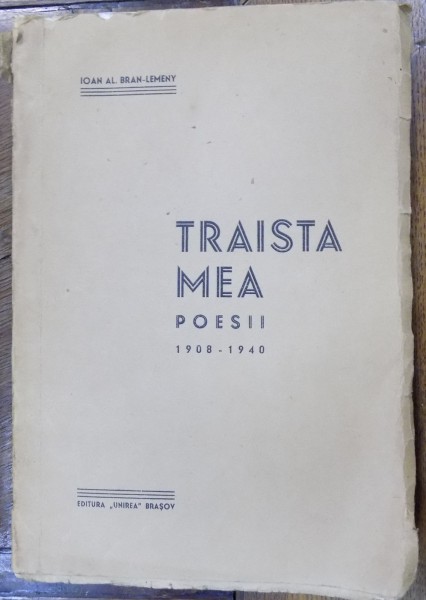 IOAN AL. BRAN-LEMENY
TRAISTA
MEA
POESII
1908 - 1940
EDITURA „UNIREA” BRAŞOV